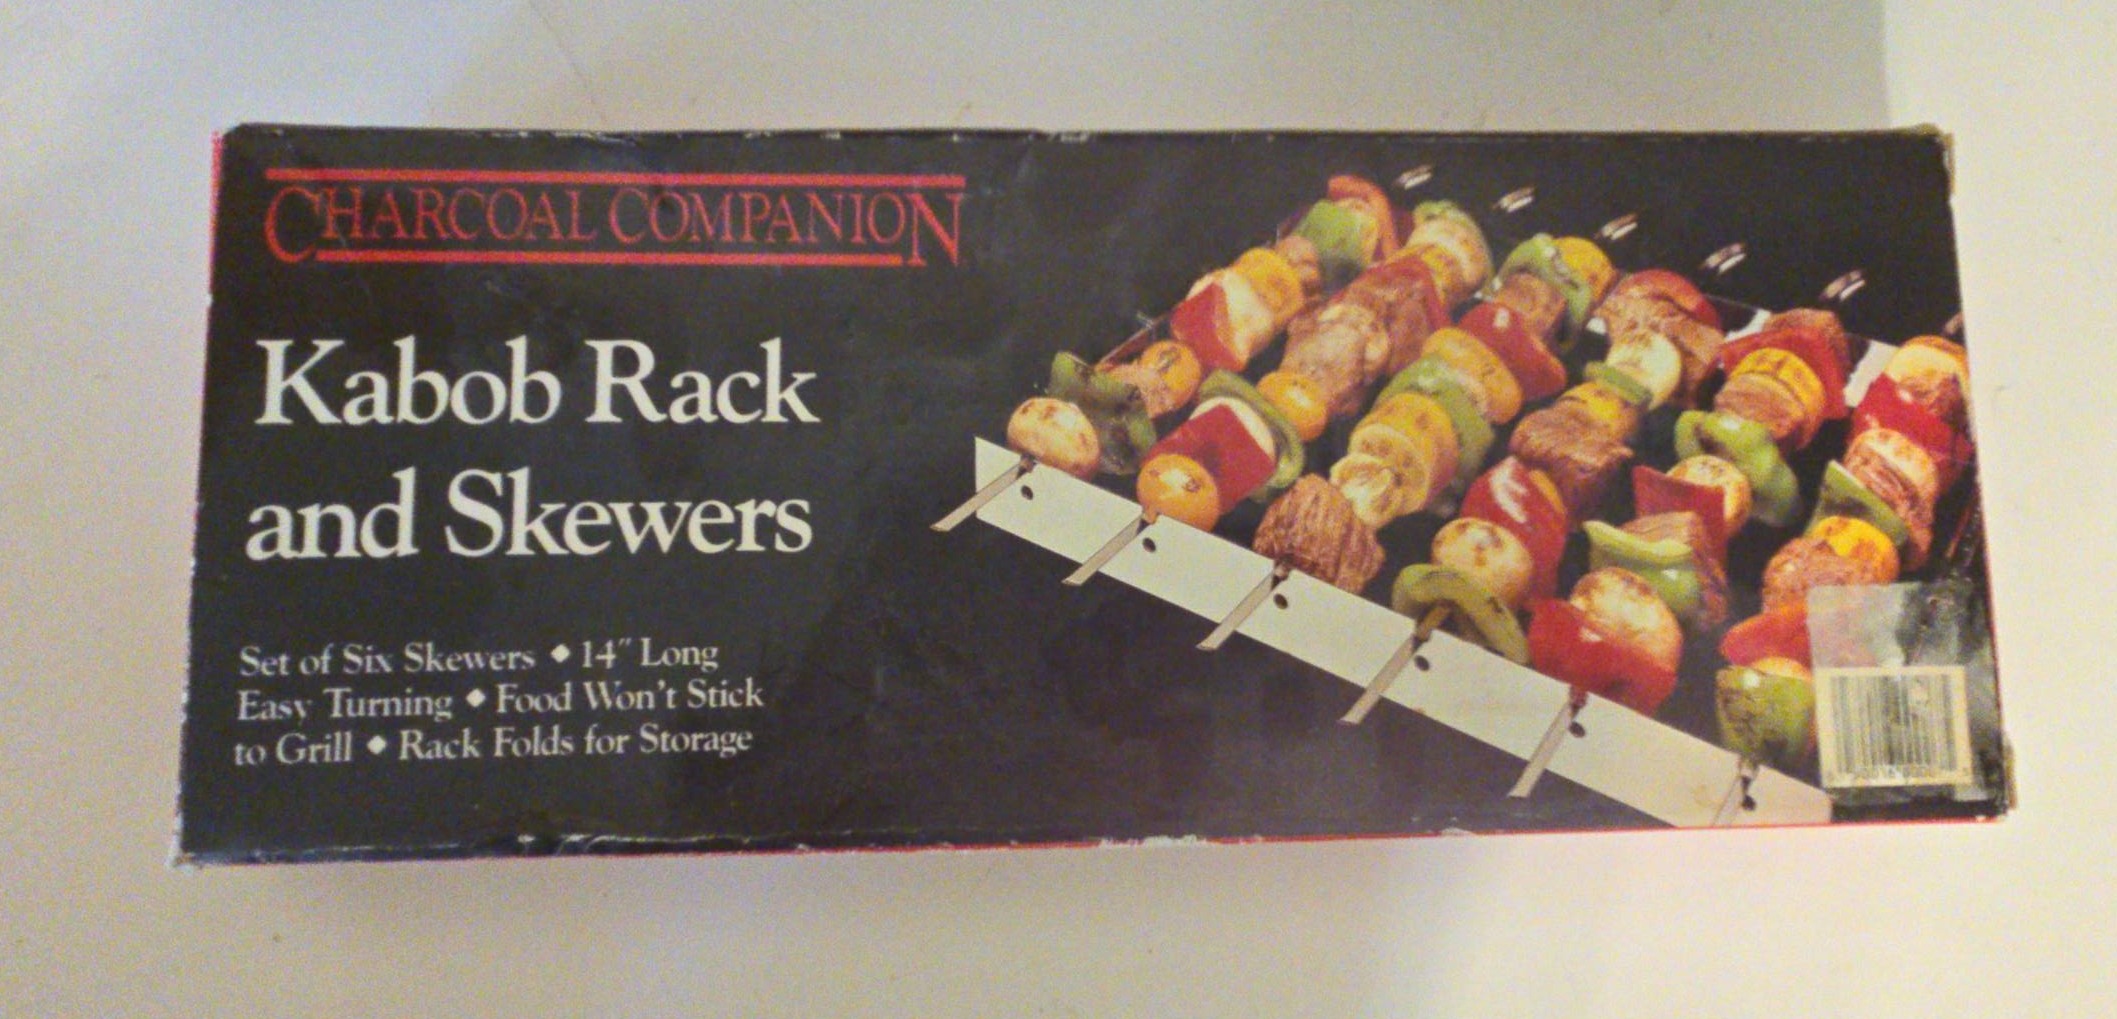 CHARCOAL COMPANION
Kabob Rack
and Skewers
Set of Six Skewers ◆ 14" Long
Easy Turning ◆ Food Won't Stick
to Grill ◆ Rack Folds for Storage